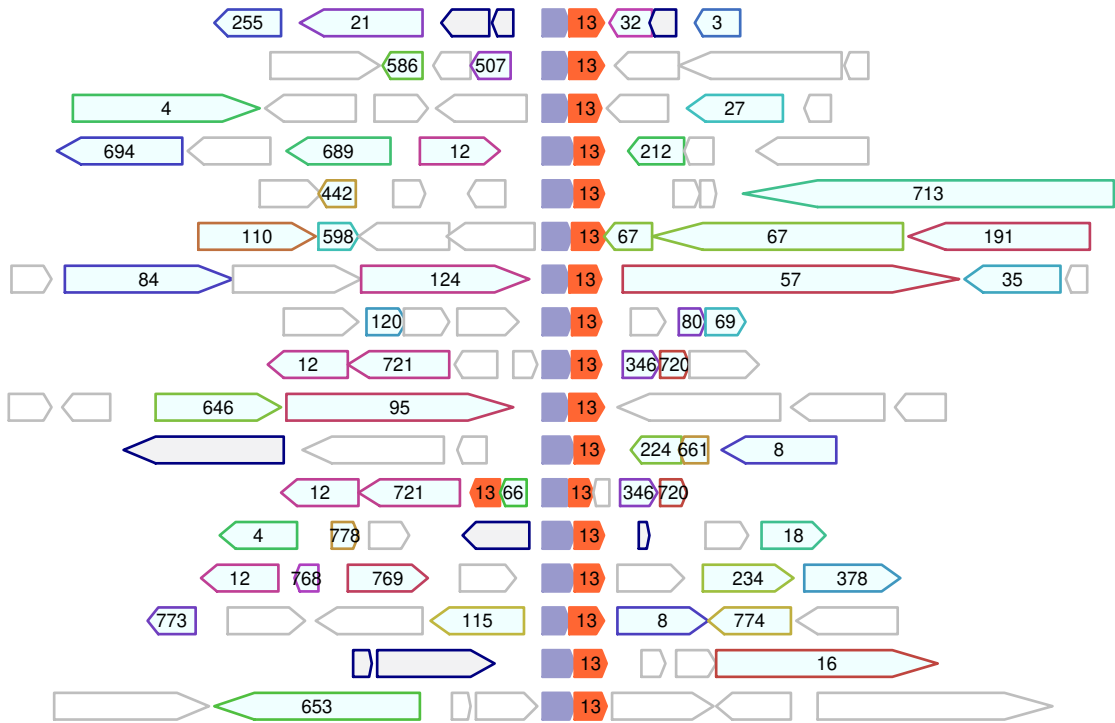 255 21 13 32 3
586 507 13
4 13 27
694 689 12 13 212
442 13 713
110 598 13 67 67 191
84 124 13 57 35
120 13 80 69
12 721 13 346 720
646 95 13
13 224 661 8
12 721 13 66 13 346 720
4 778 13 18
12 768 769 13 234 378
773 115 13 8 774
13 16
653 13